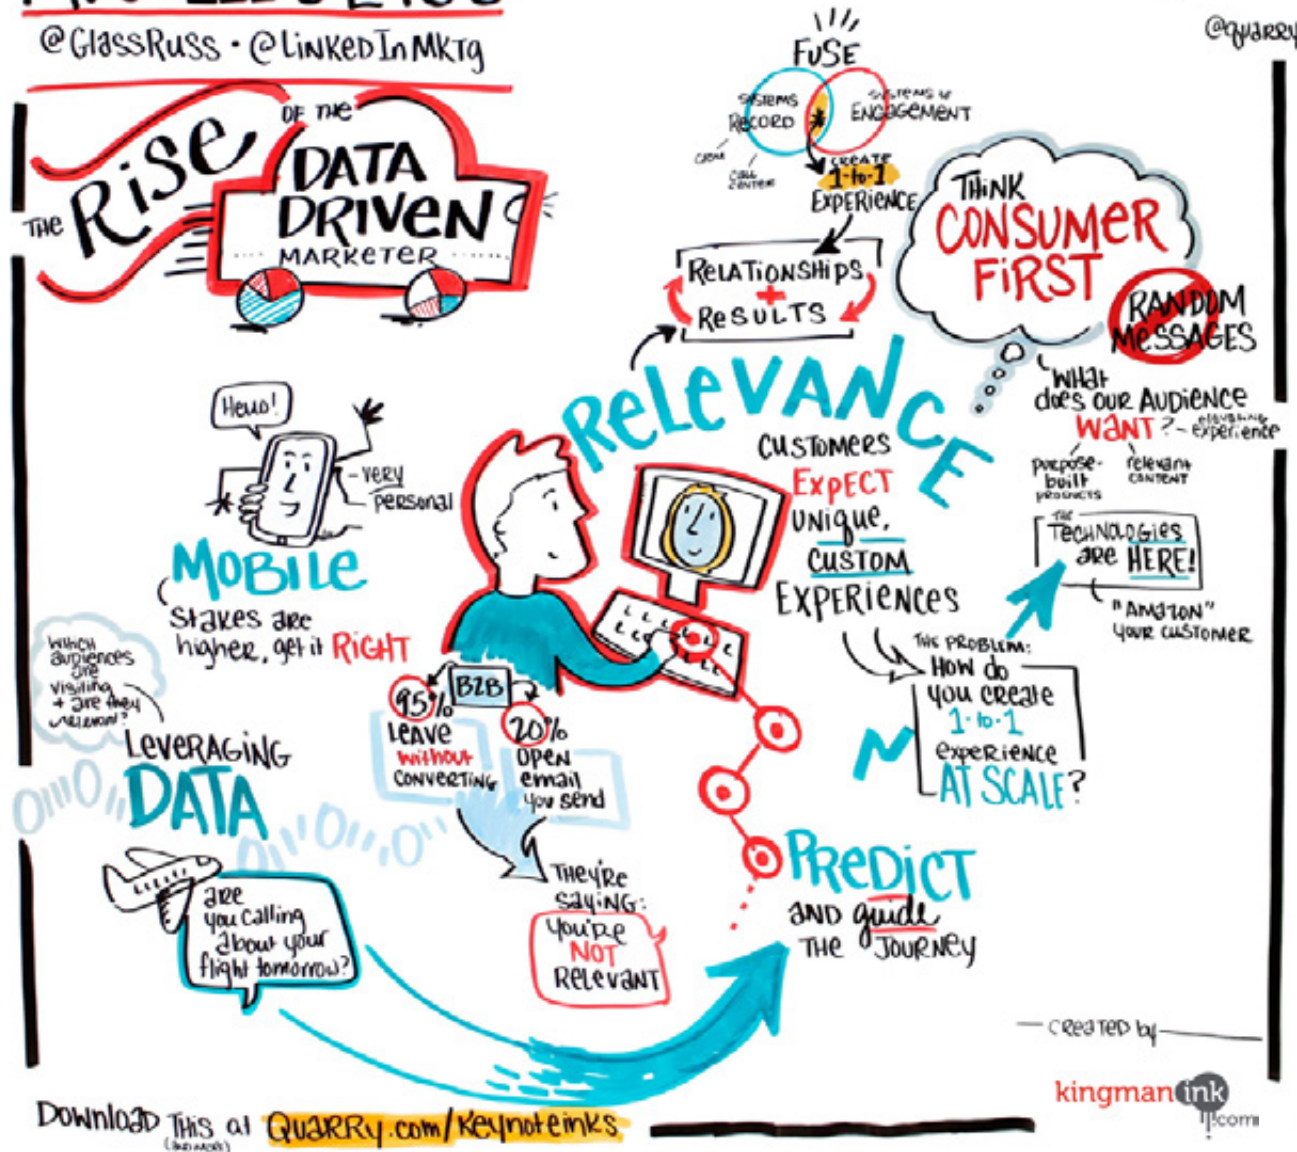 @GlassRuss · @LinkedInMktg
@quarry
THE RISE
OF THE
DATA
DRIVEN
MARKETER
FUSE
SYSTEMS
RECORD
SYSTEMS of
ENGAGEMENT
CRM
CALL
CENTER
CREATE
1-to-1
EXPERIENCE
RELATIONSHIPS
+
RESULTS
THINK
CONSUMER
FIRST
RANDOM
MESSAGES
WHAT
does OUR AUDIENCE
WANT?
experience
purpose-
built
PRODUCTS
relevant
CONTENT
THE
TECHNOLOGIES
are HERE!
"AMAZON"
YOUR CUSTOMER
RELEVANCE
CUSTOMERS
EXPECT
UNIQUE,
CUSTOM
EXPERIENCES
THE PROBLEM:
HOW do
you CREATE
1-to-1
experience
AT SCALE?
Hello!
- very
personal
MOBILE
stakes are
higher, get it RIGHT
which
audiences
are
visiting
+ are they
relevant?
LEVERAGING
DATA
are
you calling
about your
flight tomorrow?
B2B
95%
LEAVE
without
CONVERTING
20%
OPEN
email
you send
THEY'RE
saying:
YOU'RE
NOT
RELEVANT
PREDICT
AND guide
THE JOURNEY
CREATED by
kingman ink
.com
DOWNLOAD THIS at QUARRY.com/Keynoteinks
(AND MORE)